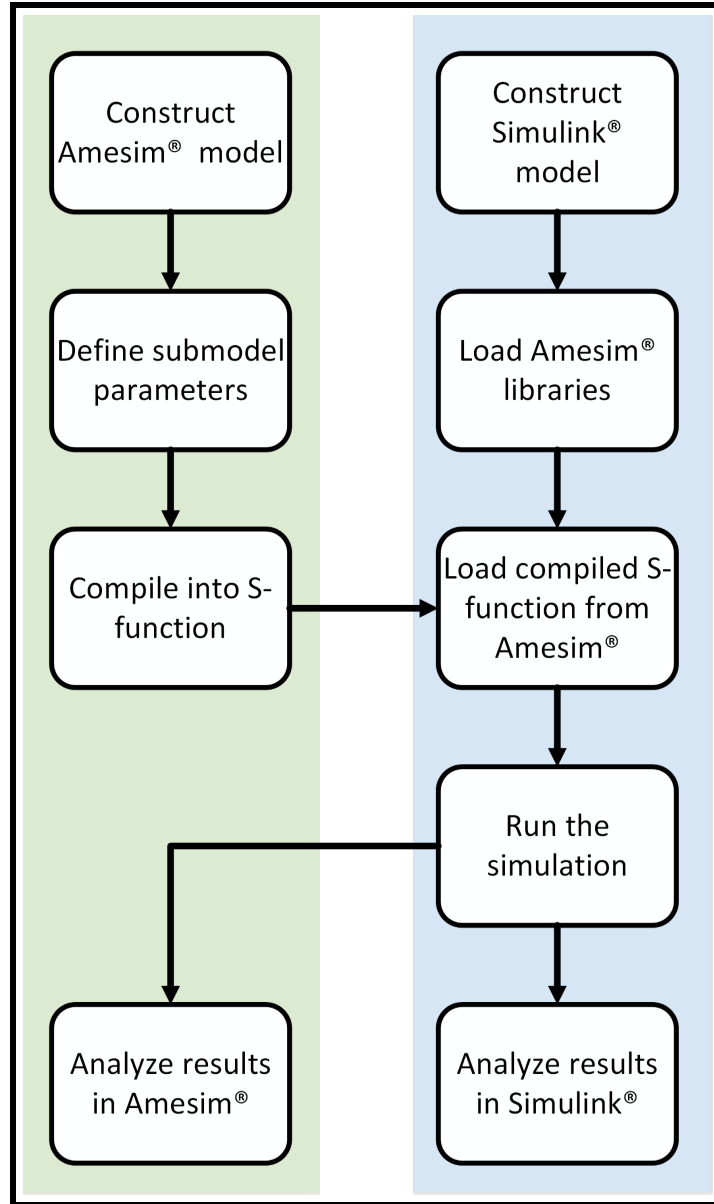 Construct
Amesim® model
Define submodel
parameters
Compile into S-
function
Analyze results
in Amesim®
Construct
Simulink®
model
Load Amesim®
libraries
Load compiled S-
function from
Amesim®
Run the
simulation
Analyze results
in Simulink®